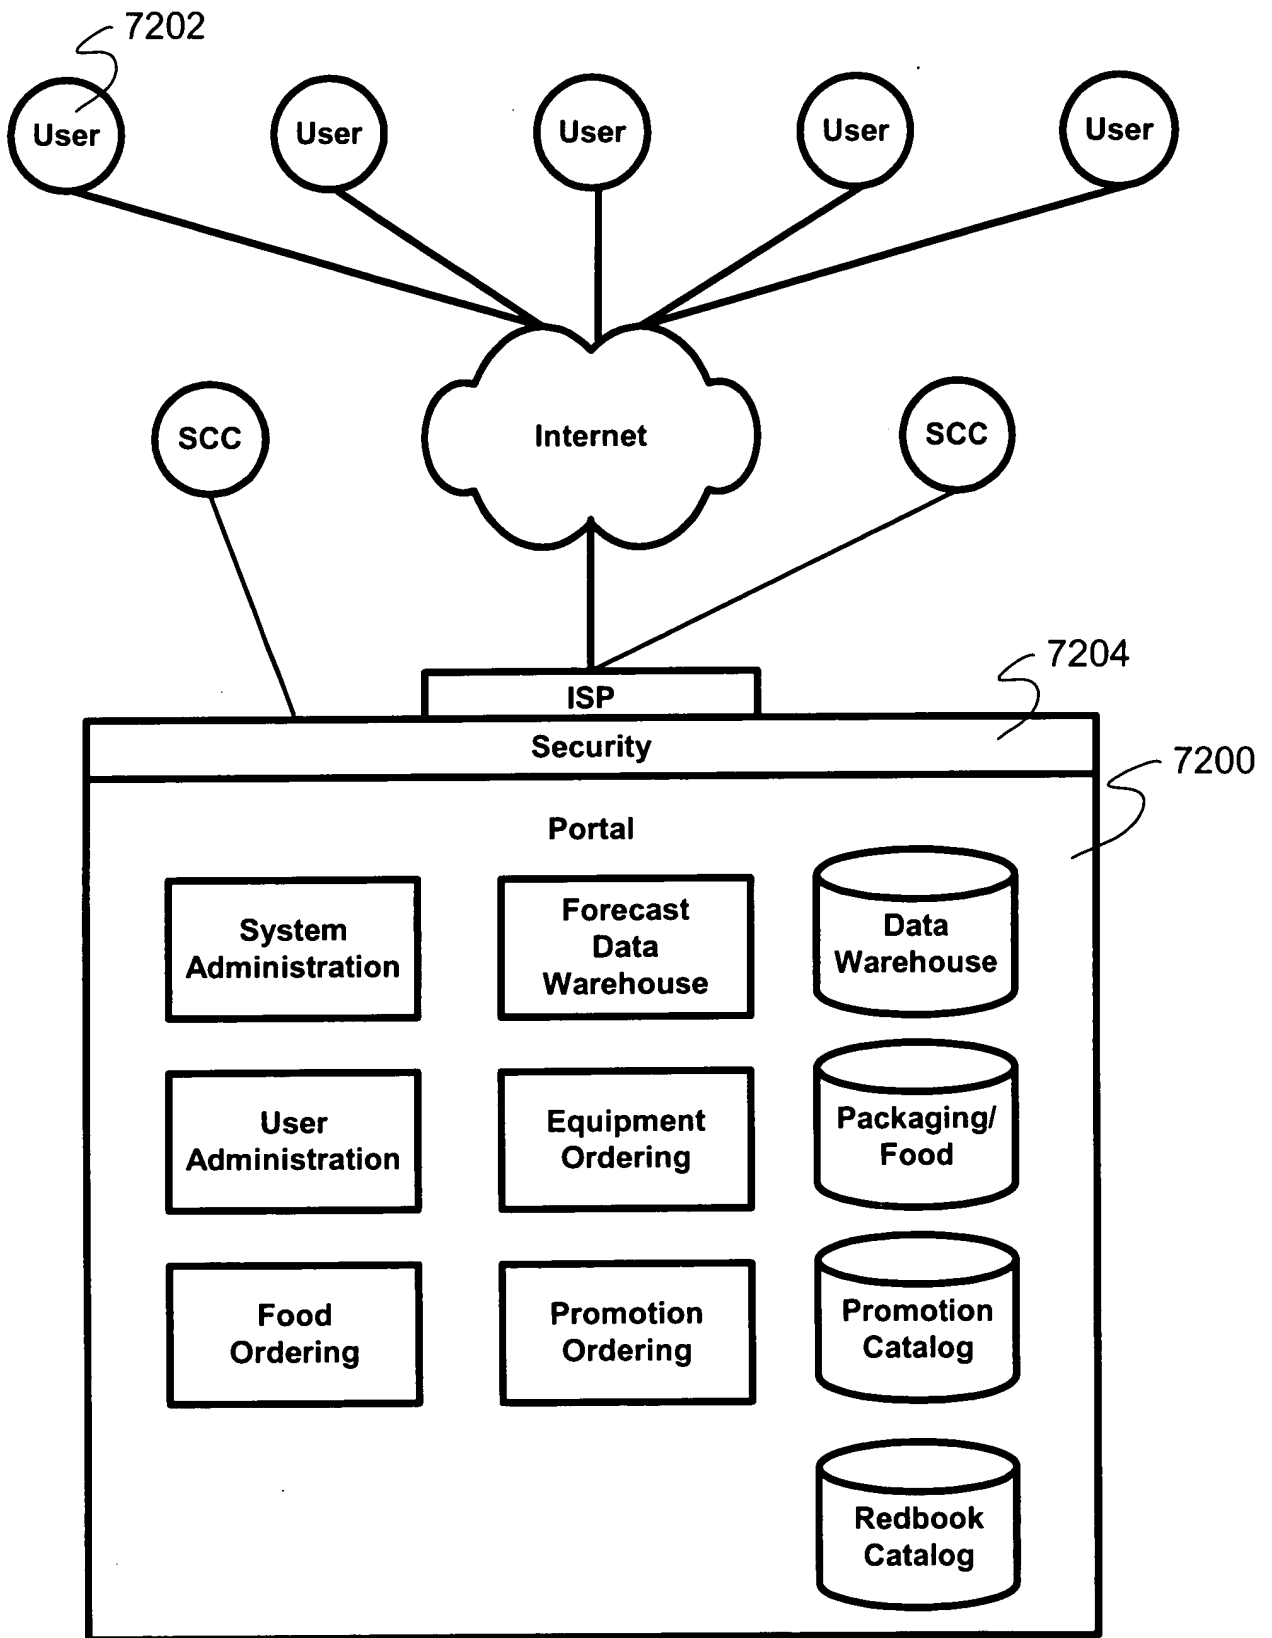 7202
User
User
User
User
User
SCC
Internet
SCC
7204
ISP
Security
7200
Portal
System
Administration
Forecast
Data
Warehouse
Data
Warehouse
User
Administration
Equipment
Ordering
Packaging/
Food
Food
Ordering
Promotion
Ordering
Promotion
Catalog
Redbook
Catalog